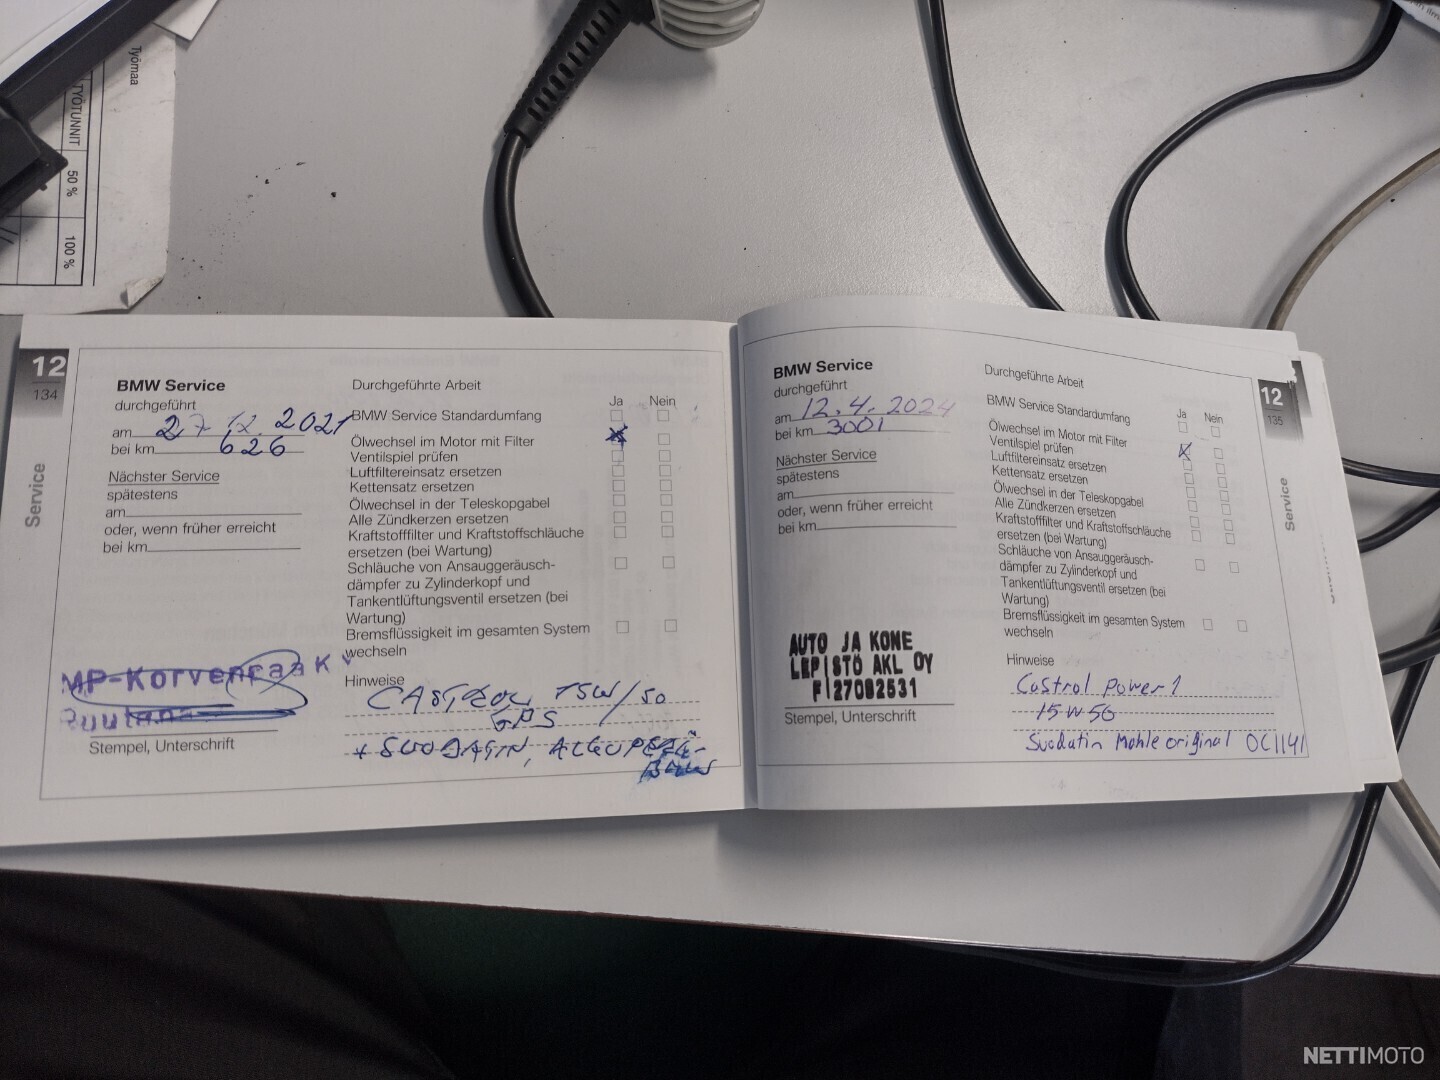 Työmaa
TYÖTUNNIT
50 %
100 %
12
134
Service
BMW Service
durchgeführt
am 27.12.2021
bei km 626
Nächster Service
spätestens
am
oder, wenn früher erreicht
bei km
MP-Korvenraak
Stempel, Unterschrift
Durchgeführte Arbeit
Ja Nein
BMW Service Standardumfang
Ölwechsel im Motor mit Filter
Ventilspiel prüfen
Luftfiltereinsatz ersetzen
Kettensatz ersetzen
Ölwechsel in der Teleskopgabel
Alle Zündkerzen ersetzen
Kraftstofffilter und Kraftstoffschläuche
ersetzen (bei Wartung)
Schläuche von Ansauggeräusch-
dämpfer zu Zylinderkopf und
Tankentlüftungsventil ersetzen (bei
Wartung)
Bremsflüssigkeit im gesamten System
wechseln
Hinweise
CASTROL 15W/50
GPS
+ SUODATIN,
BMW
BMW Service
durchgeführt
am 12.4.2024
bei km 3001
Nächster Service
spätestens
am
oder, wenn früher erreicht
bei km
AUTO JA KONE
LEPISTÖ AKL OY
FI27082531
Stempel, Unterschrift
Durchgeführte Arbeit
Ja Nein
BMW Service Standardumfang
Ölwechsel im Motor mit Filter
Ventilspiel prüfen
Luftfiltereinsatz ersetzen
Kettensatz ersetzen
Ölwechsel in der Teleskopgabel
Alle Zündkerzen ersetzen
Kraftstofffilter und Kraftstoffschläuche
ersetzen (bei Wartung)
Schläuche von Ansauggeräusch-
dämpfer zu Zylinderkopf und
Tankentlüftungsventil ersetzen (bei
Wartung)
Bremsflüssigkeit im gesamten System
wechseln
Hinweise
Castrol power 1
15 W 50
Suodatin Mahle original OC1141
12
135
Service
NETTIMOTO